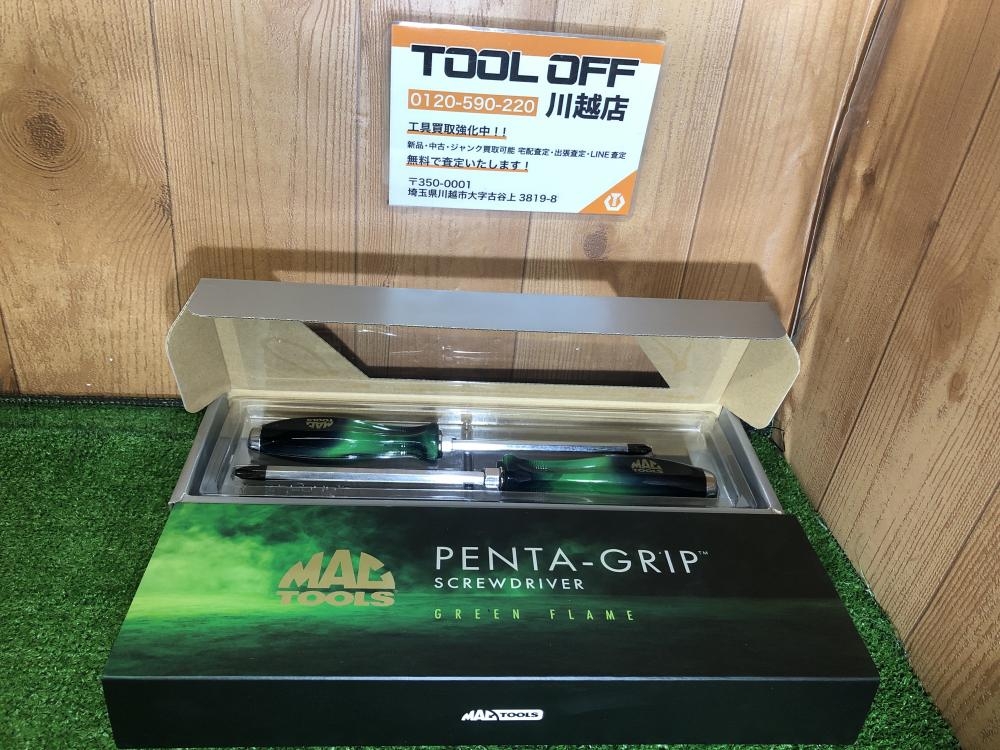 TOOL OFF
0120-590-220 川越店
工具買取強化中！！
新品・中古・ジャンク買取可能 宅配査定・出張査定・LINE査定
無料で査定いたします！
〒350-0001
埼玉県川越市大字古谷上 3819-8
MAC
TOOLS
MAC
TOOLS
MAC
TOOLS
PENTA-GRIP™
SCREWDRIVER
GREEN FLAME
MAC TOOLS